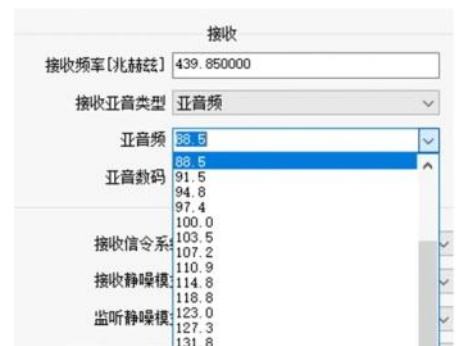 接收
接收频率[兆赫兹] 439.850000
接收亚音类型 亚音频
亚音频 88.5
88.5
亚音数码 91.5
94.8
97.4
100.0
接收信令系 103.5
107.2
110.9
接收静噪模 114.8
118.8
监听静噪模 123.0
127.3
131.8